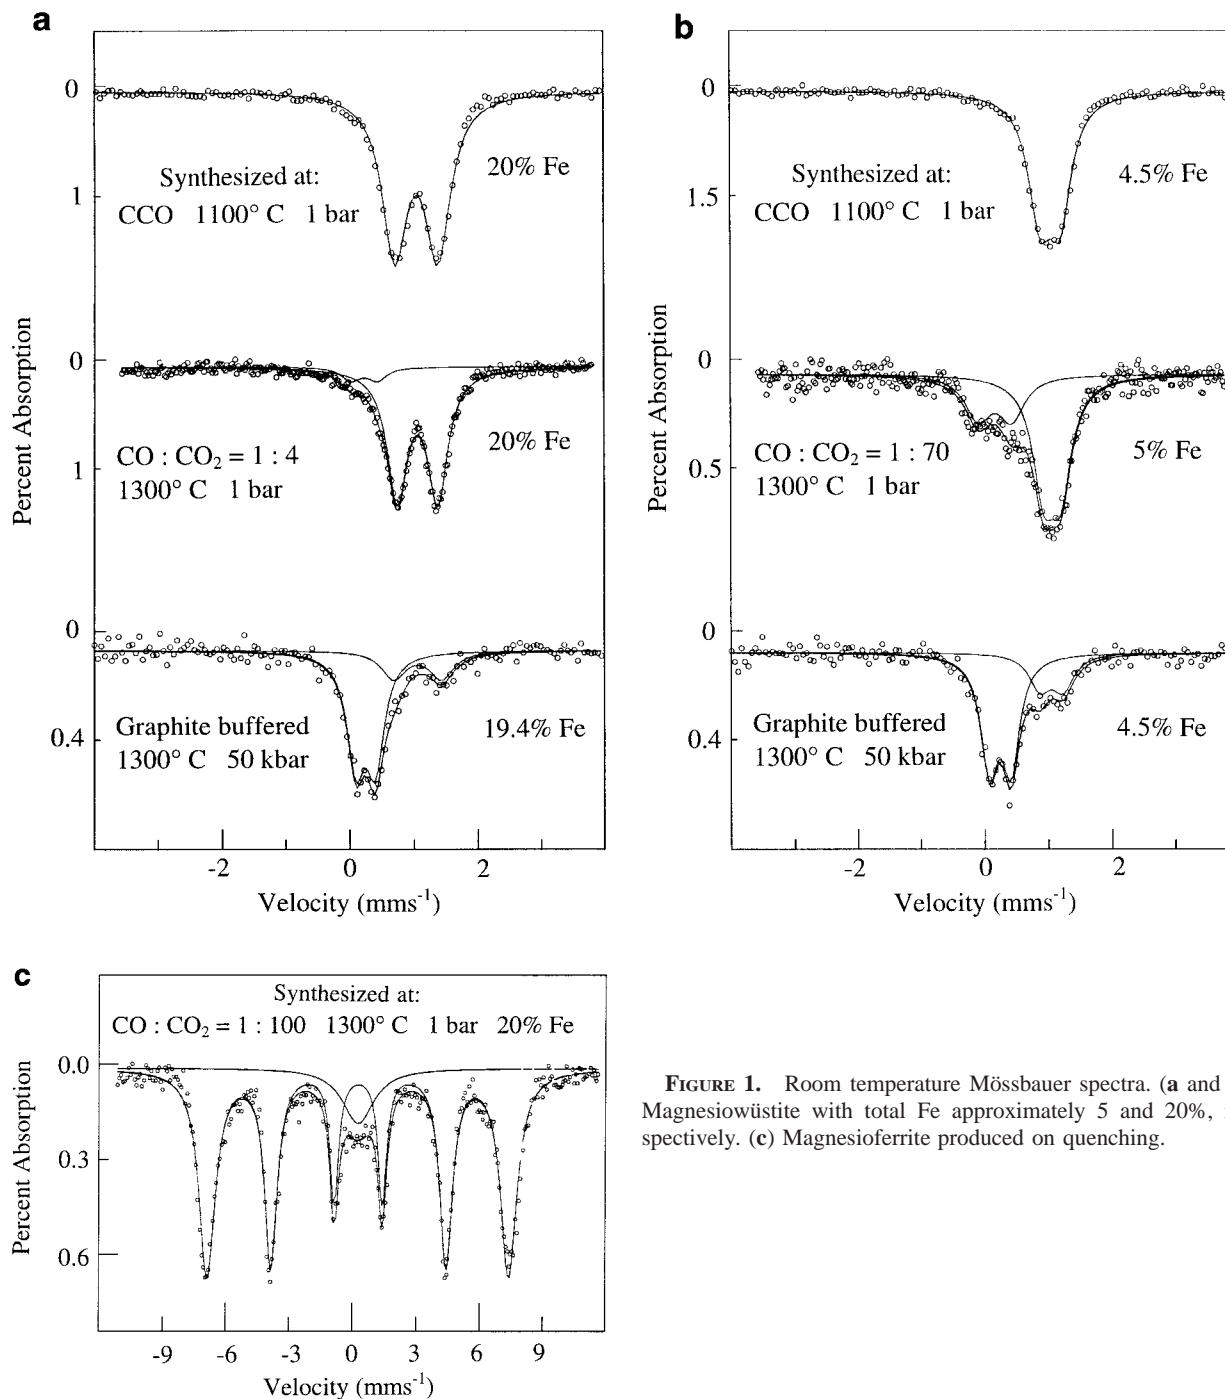 a
0
20% Fe
Synthesized at:
CCO 1100° C 1 bar
1
0
20% Fe
CO : CO₂ = 1 : 4
1300° C 1 bar
1
0
Graphite buffered
1300° C 50 kbar
19.4% Fe
0.4
Percent Absorption
-2 0 2
Velocity (mms⁻¹)
b
0
4.5% Fe
Synthesized at:
CCO 1100° C 1 bar
1.5
0
5% Fe
CO : CO₂ = 1 : 70
1300° C 1 bar
0.5
0
Graphite buffered
1300° C 50 kbar
4.5% Fe
0.4
Percent Absorption
-2 0 2
Velocity (mms⁻¹)
c
Synthesized at:
CO : CO₂ = 1 : 100 1300° C 1 bar 20% Fe
0.0
0.3
0.6
Percent Absorption
-9 -6 -3 0 3 6 9
Velocity (mms⁻¹)
FIGURE 1. Room temperature Mössbauer spectra. (a and
Magnesiowüstite with total Fe approximately 5 and 20%,
spectively. (c) Magnesioferrite produced on quenching.